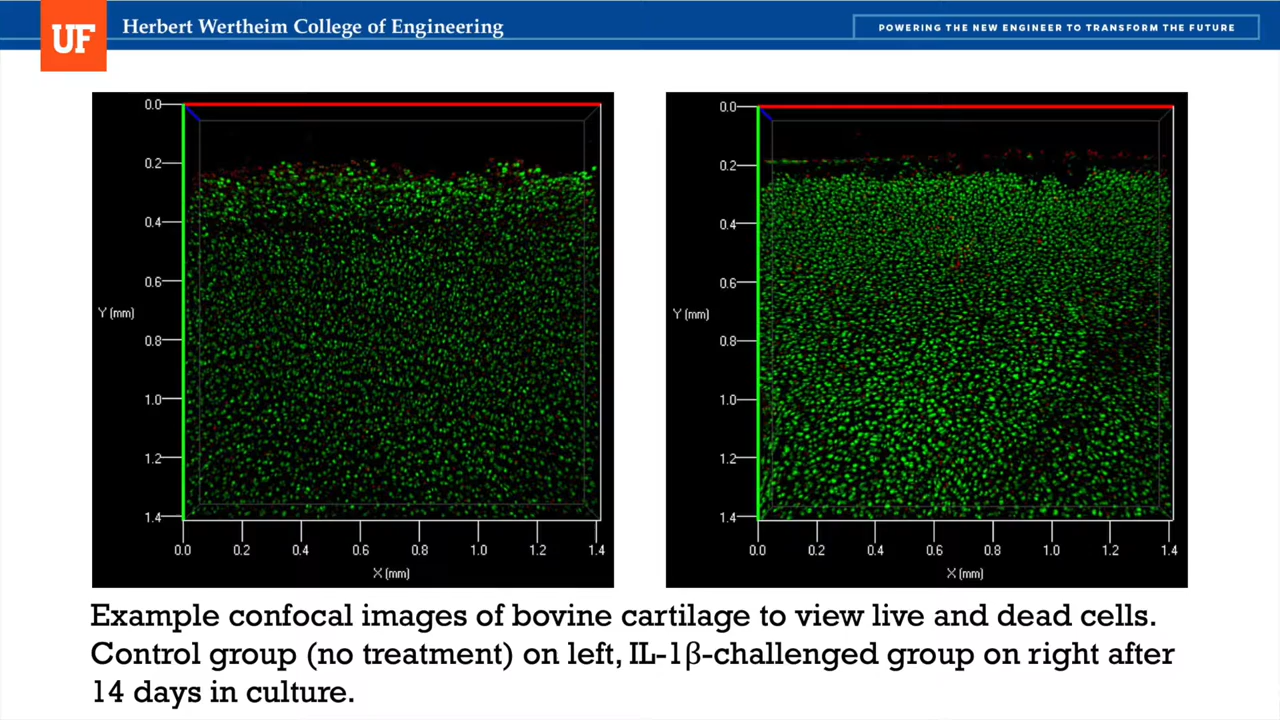 UF
Herbert Wertheim College of Engineering
POWERING THE NEW ENGINEER TO TRANSFORM THE FUTURE
0.0
0.2
0.4
0.6
Y (mm)
0.8
1.0
1.2
1.4
0.0 0.2 0.4 0.6 0.8 1.0 1.2 1.4
X (mm)
0.0
0.2
0.4
0.6
Y (mm)
0.8
1.0
1.2
1.4
0.0 0.2 0.4 0.6 0.8 1.0 1.2 1.4
X (mm)
Example confocal images of bovine cartilage to view live and dead cells.
Control group (no treatment) on left, IL-1β-challenged group on right after
14 days in culture.